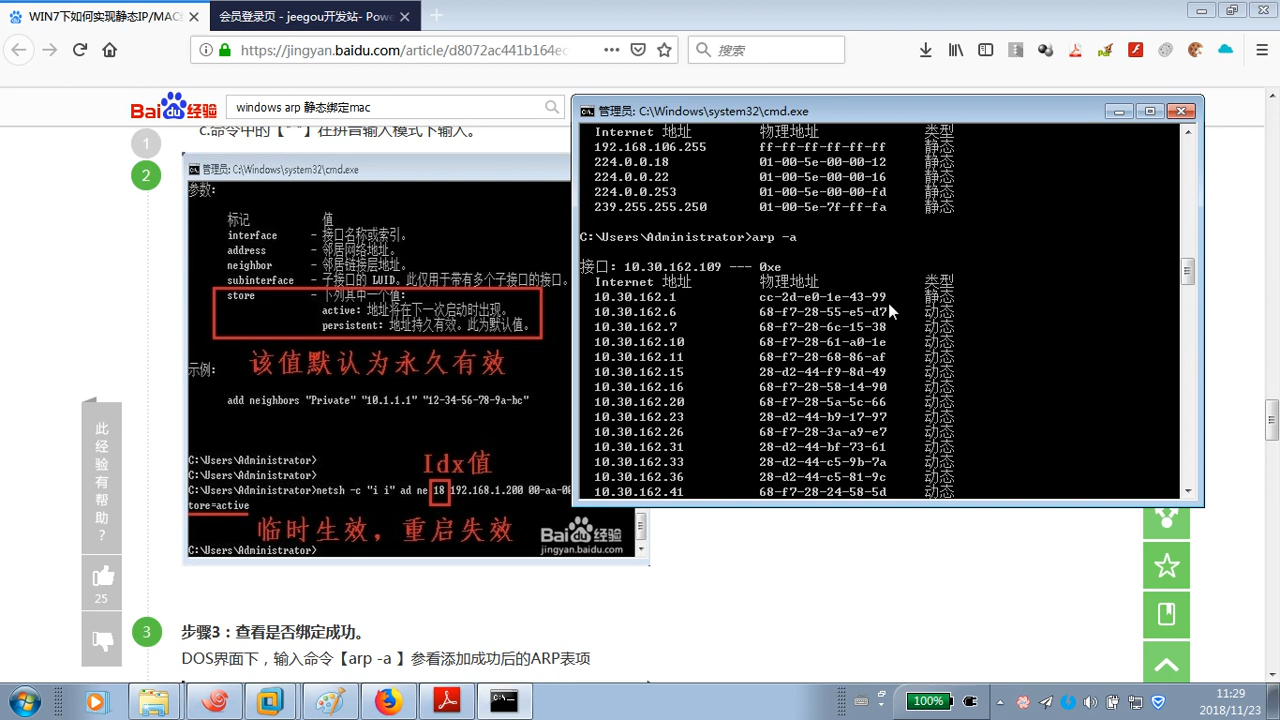 WIN7下如何实现静态IP/MAC
会员登录页 - jeegou开发站- Pow
https://jingyan.baidu.com/article/d8072ac441b164ec
搜索
Baidu 经验
windows arp 静态绑定mac
C.命令中的【" "】在拼音输入模式下输入。
1
2
管理员: C:\Windows\system32\cmd.exe
参数:
标记 值
interface - 接口名称或索引。
address - 邻居网络地址。
neighbor - 邻居链接层地址。
subinterface - 子接口的 LUID。此仅用于带有多个子接口的接口。
store - 下列其中一个值:
active: 地址将在下一次启动时出现。
persistent: 地址持久有效。此为默认值。
该值默认为永久有效
示例:
add neighbors "Private" "10.1.1.1" "12-34-56-78-9a-bc"
C:\Users\Administrator>
Idx值
C:\Users\Administrator>
C:\Users\Administrator>netsh -c "i i" ad ne 18 192.168.1.200 00-aa-00
tore=active
临时生效，重启失效
C:\Users\Administrator>
Baidu 经验
jingyan.baidu.com
此经验有帮助？
25
3
步骤3：查看是否绑定成功。
DOS界面下，输入命令【arp -a 】参看添加成功后的ARP表项
管理员: C:\Windows\system32\cmd.exe
Internet 地址 物理地址 类型
192.168.106.255 ff-ff-ff-ff-ff-ff 静态
224.0.0.18 01-00-5e-00-00-12 静态
224.0.0.22 01-00-5e-00-00-16 静态
224.0.0.253 01-00-5e-00-00-fd 静态
239.255.255.250 01-00-5e-7f-ff-fa 静态
C:\Users\Administrator>arp -a
接口: 10.30.162.109 --- 0xe
Internet 地址 物理地址 类型
10.30.162.1 cc-2d-e0-1e-43-99 静态
10.30.162.6 68-f7-28-55-e5-d7 动态
10.30.162.7 68-f7-28-6c-15-38 动态
10.30.162.10 68-f7-28-61-a0-1e 动态
10.30.162.11 68-f7-28-68-86-af 动态
10.30.162.15 28-d2-44-f9-8d-49 动态
10.30.162.16 68-f7-28-58-14-90 动态
10.30.162.20 68-f7-28-5a-5c-66 动态
10.30.162.23 28-d2-44-b9-17-97 动态
10.30.162.26 68-f7-28-3a-a9-e7 动态
10.30.162.31 28-d2-44-bf-73-61 动态
10.30.162.33 28-d2-44-c5-9b-7a 动态
10.30.162.36 28-d2-44-c5-81-9c 动态
10.30.162.41 68-f7-28-24-58-5d 动态
100%
11:29
2018/11/23